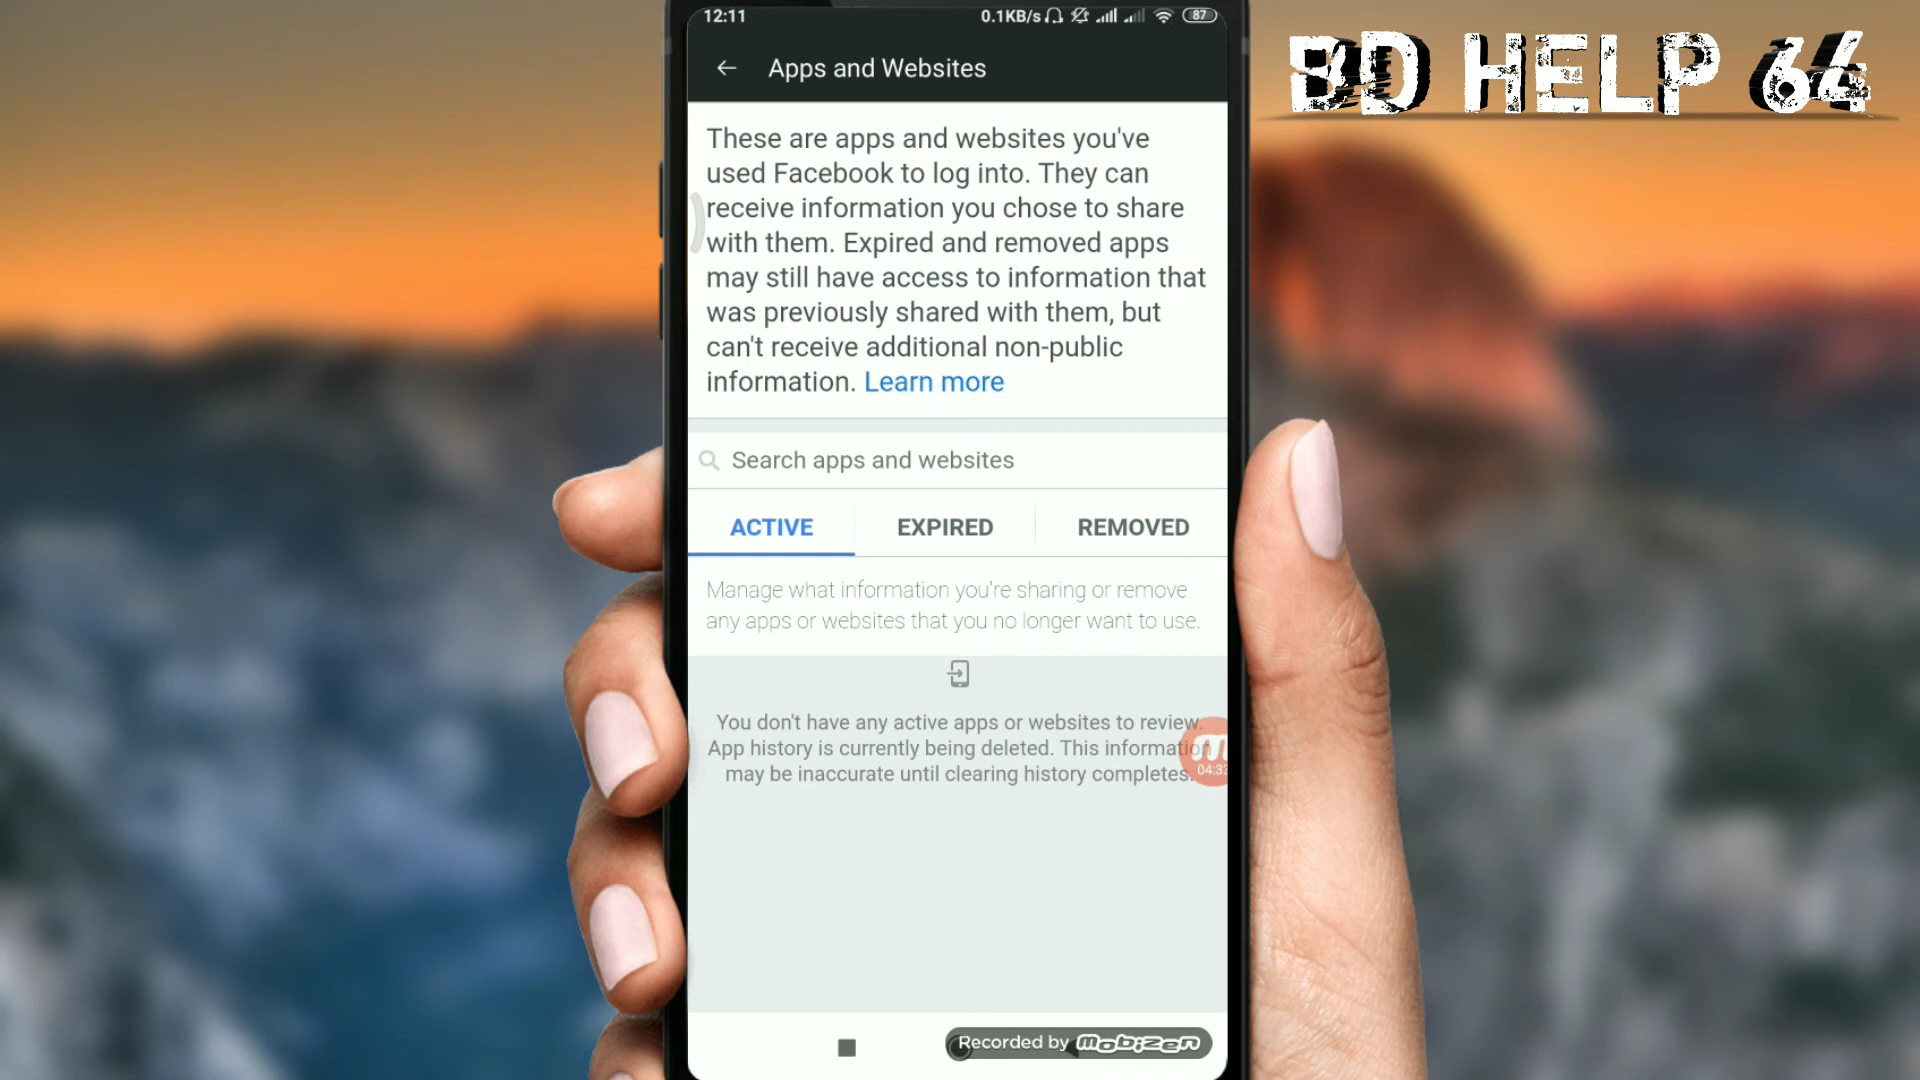 12:11
0.1KB/s
87
BD HELP 64
Apps and Websites
These are apps and websites you've
used Facebook to log into. They can
receive information you chose to share
with them. Expired and removed apps
may still have access to information that
was previously shared with them, but
can't receive additional non-public
information. Learn more
Search apps and websites
ACTIVE EXPIRED REMOVED
Manage what information you're sharing or remove
any apps or websites that you no longer want to use.
You don't have any active apps or websites to review.
App history is currently being deleted. This information
may be inaccurate until clearing history completes.
04:33
Recorded by mobizen